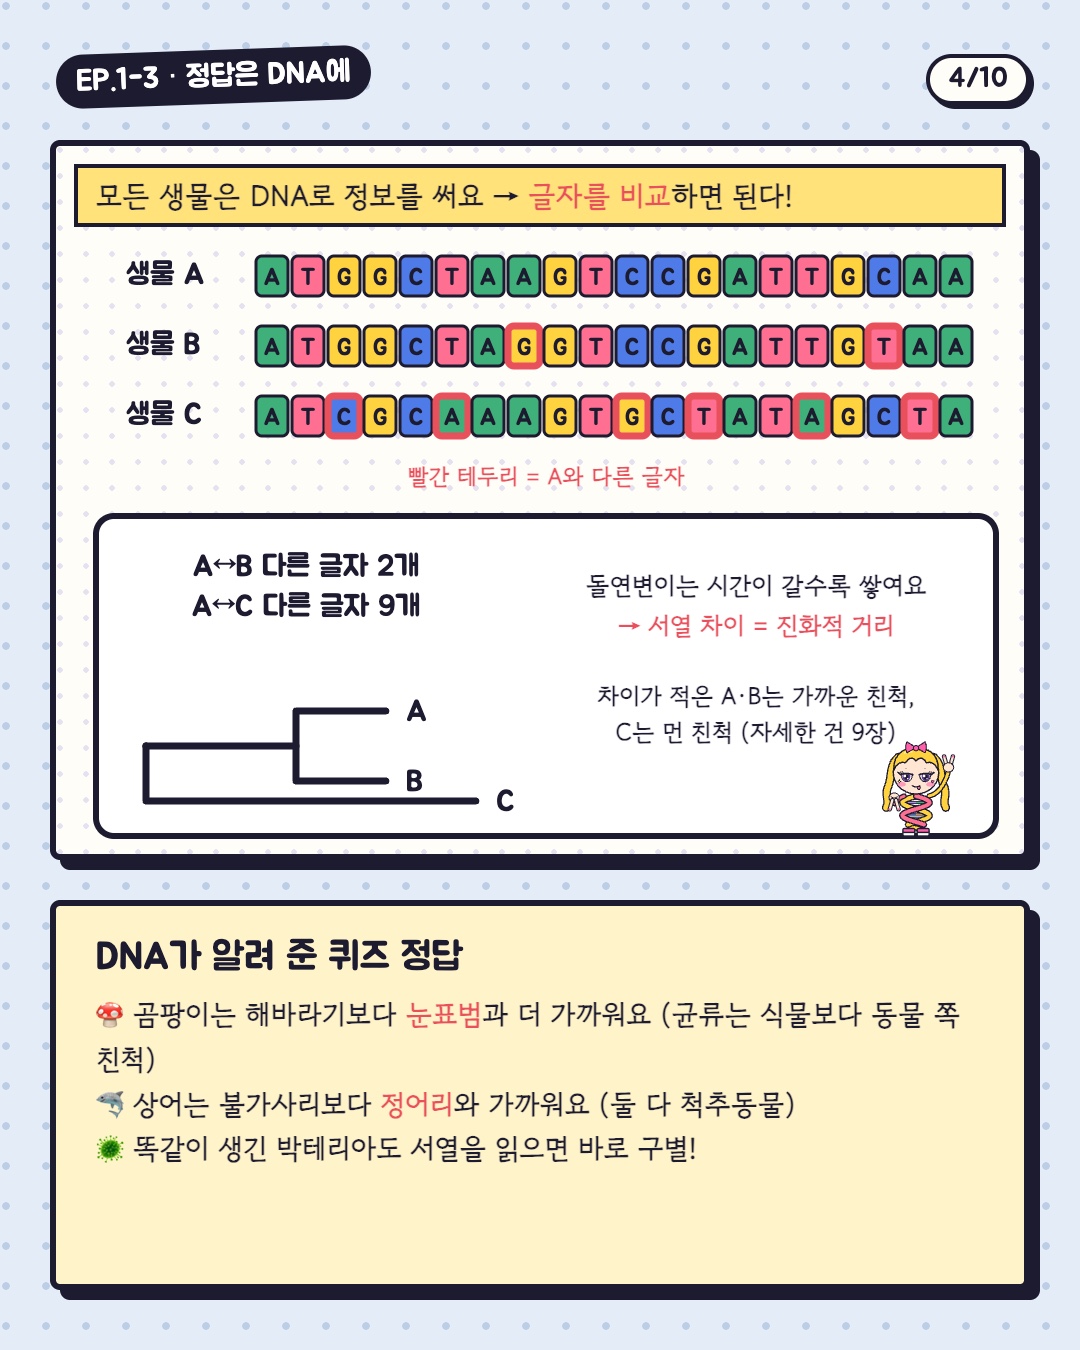 EP.1-3 · 정답은 DNA에
4/10
모든 생물은 DNA로 정보를 써요 → 글자를 비교하면 된다!
생물 A A T G G C T A A G T C C G A T T G C A A
생물 B A T G G C T A G G T C C G A T T G T A A
생물 C A T C G C A A A G T G C T A T A G C T A
빨간 테두리 = A와 다른 글자
A↔B 다른 글자 2개
A↔C 다른 글자 9개
돌연변이는 시간이 갈수록 쌓여요
→ 서열 차이 = 진화적 거리
차이가 적은 A·B는 가까운 친척,
C는 먼 친척 (자세한 건 9장)
A
B
C
DNA가 알려 준 퀴즈 정답
🍄 곰팡이는 해바라기보다 눈표범과 더 가까워요 (균류는 식물보다 동물 쪽
친척)
🦈 상어는 불가사리보다 정어리와 가까워요 (둘 다 척추동물)
🦠 똑같이 생긴 박테리아도 서열을 읽으면 바로 구별!